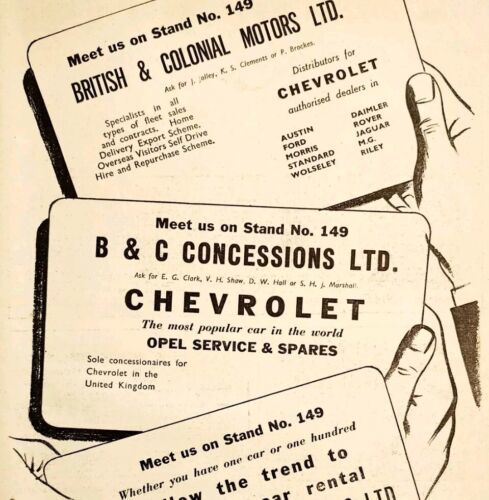 Meet us on Stand No. 149
BRITISH & COLONIAL MOTORS LTD.
Ask for J. Jolley, K. S. Clements or P. Brockes.
Specialists in all
types of fleet sales
and contracts. Home
Delivery Export Scheme.
Overseas Visitors Self Drive
Hire and Repurchase Scheme.
Distributors for
CHEVROLET
authorised dealers in
AUSTIN DAIMLER
FORD ROVER
MORRIS JAGUAR
STANDARD M.G.
WOLSELEY RILEY
Meet us on Stand No. 149
B & C CONCESSIONS LTD.
Ask for E. G. Clark, V. H. Shaw, D. W. Hall or S. H. J. Marshall.
CHEVROLET
The most popular car in the world
OPEL SERVICE & SPARES
Sole concessionaires for
Chevrolet in the
United Kingdom
Meet us on Stand No. 149
Whether you have one car or one hundred
the trend to
car rental
LTD